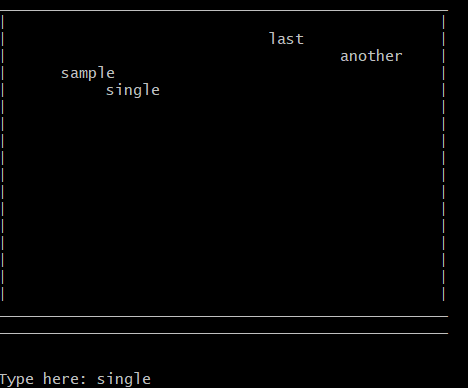 last
another
sample
single
Type here: single